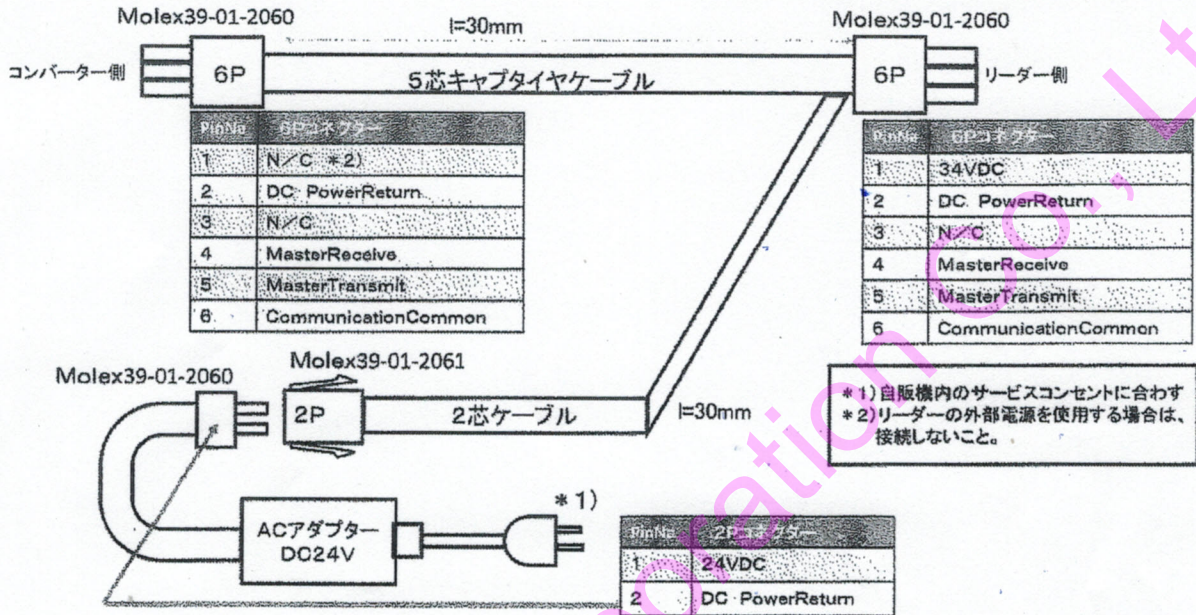 Molex39-01-2060
l=30mm
Molex39-01-2060
コンバーター側
6P
5芯キャプタイヤケーブル
6P
リーダー側
PinNo 6Pコネクター
1 N/C *2)
2 DC PowerReturn
3 N/C
4 MasterReceive
5 MasterTransmit
6 CommunicationCommon
PinNo 6Pコネクター
1 34VDC
2 DC PowerReturn
3 N/C
4 MasterReceive
5 MasterTransmit
6 CommunicationCommon
Molex39-01-2060
Molex39-01-2061
2P
2芯ケーブル
l=30mm
*1)自販機内のサービスコンセントに合わす
*2)リーダーの外部電源を使用する場合は、
接続しないこと。
ACアダプター
DC24V
*1)
PinNo 2Pコネクター
1 24VDC
2 DC PowerReturn
poration Co., Lt